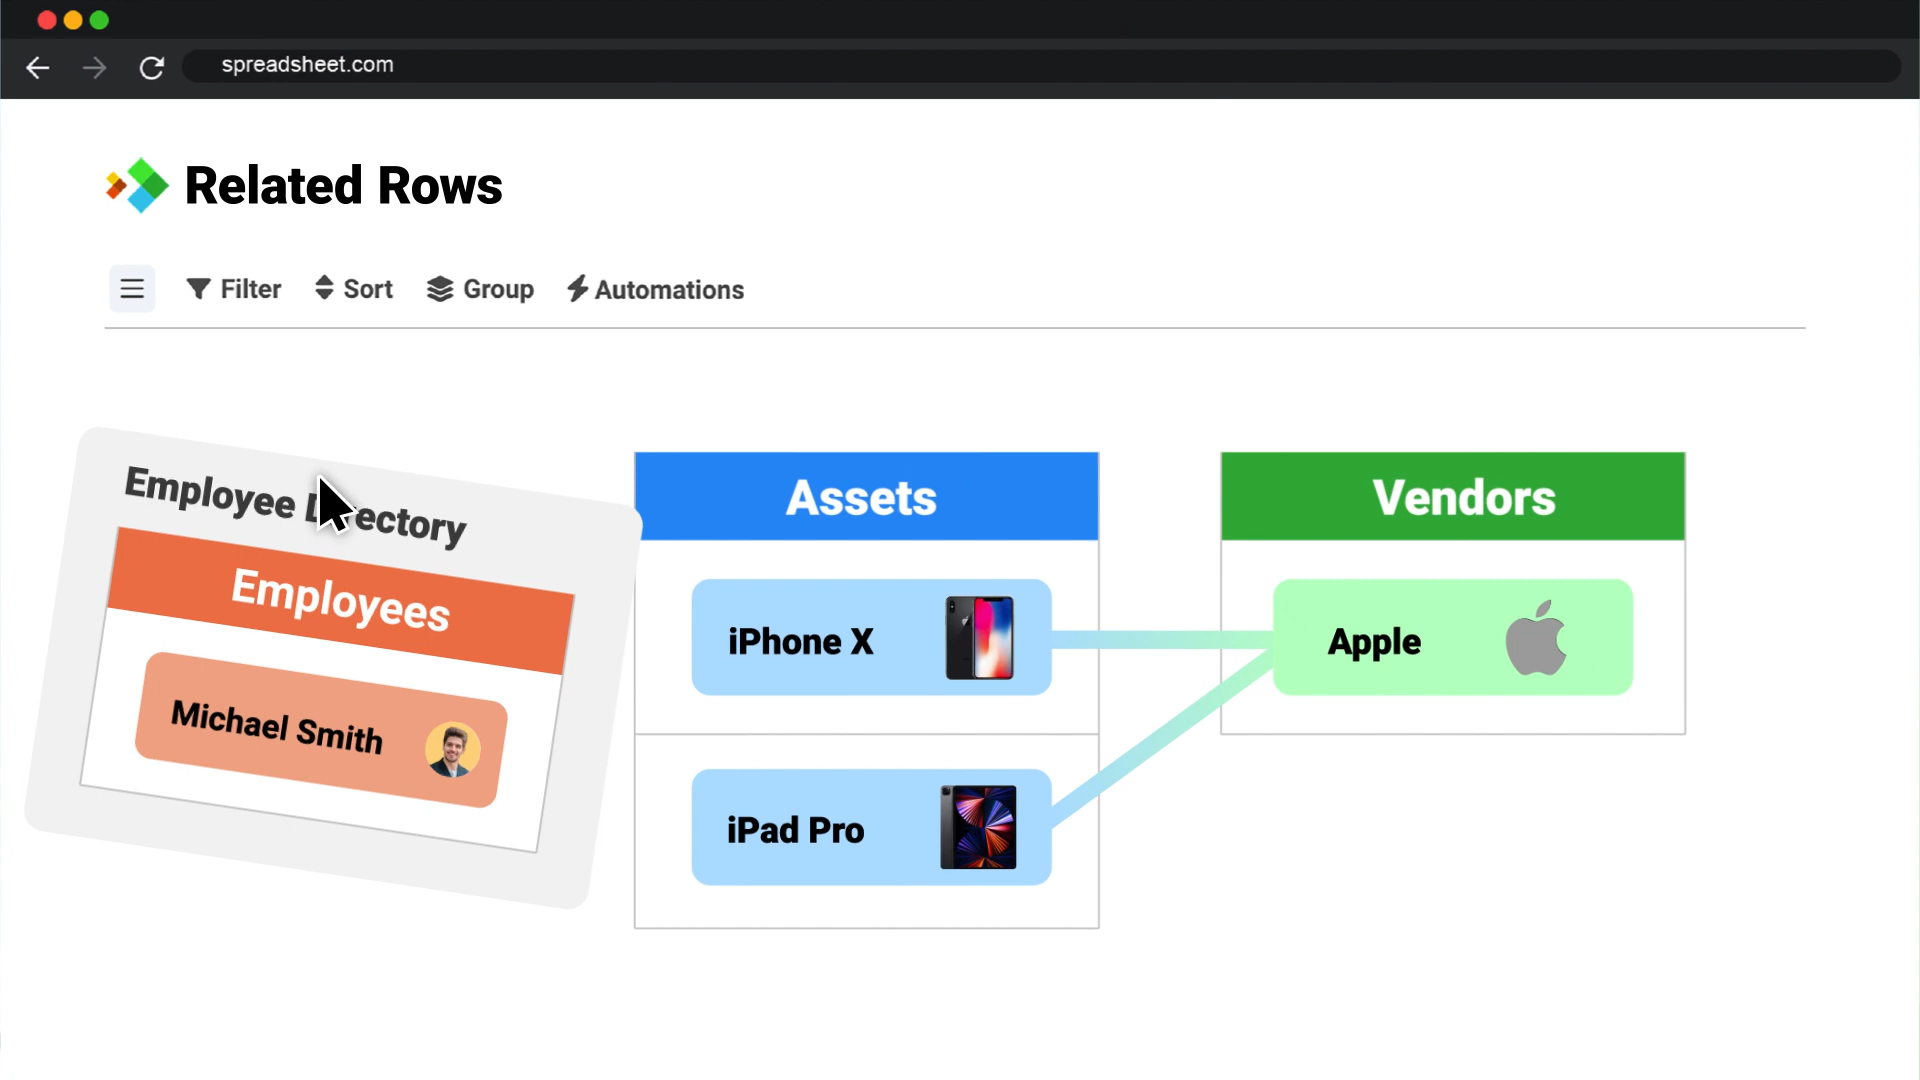 spreadsheet.com
Related Rows
Filter
Sort
Group
Automations
Employee Directory
Employees
Michael Smith
Assets
iPhone X
iPad Pro
Vendors
Apple